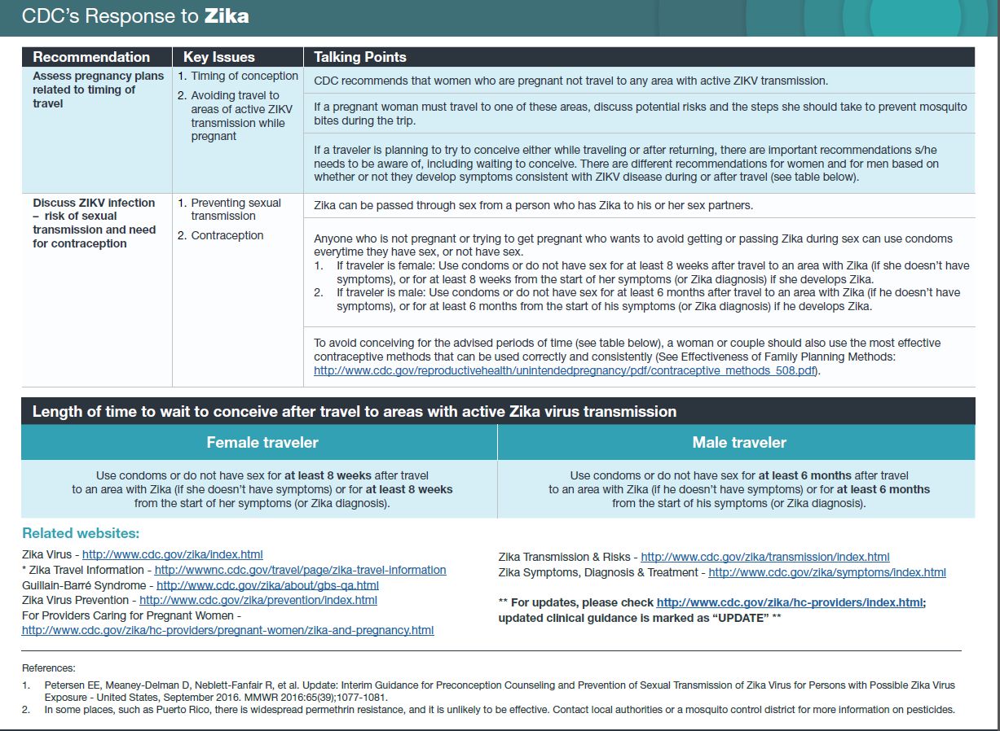 CDC's Response to Zika
Recommendation
Key Issues
Talking Points
Assess pregnancy plans
related to timing of
travel
1. Timing of conception
2. Avoiding travel to
areas of active ZIKV
transmission while
pregnant
CDC recommends that women who are pregnant not travel to any area with active ZIKV transmission.
If a pregnant woman must travel to one of these areas, discuss potential risks and the steps she should take to prevent mosquito
bites during the trip.
If a traveler is planning to try to conceive either while traveling or after returning, there are important recommendations s/he
needs to be aware of, including waiting to conceive. There are different recommendations for women and for men based on
whether or not they develop symptoms consistent with ZIKV disease during or after travel (see table below).
Discuss ZIKV infection
– risk of sexual
transmission and need
for contraception
1. Preventing sexual
transmission
2. Contraception
Zika can be passed through sex from a person who has Zika to his or her sex partners.
Anyone who is not pregnant or trying to get pregnant who wants to avoid getting or passing Zika during sex can use condoms
everytime they have sex, or not have sex.
1. If traveler is female: Use condoms or do not have sex for at least 8 weeks after travel to an area with Zika (if she doesn't have
symptoms), or for at least 8 weeks from the start of her symptoms (or Zika diagnosis) if she develops Zika.
2. If traveler is male: Use condoms or do not have sex for at least 6 months after travel to an area with Zika (if he doesn't have
symptoms), or for at least 6 months from the start of his symptoms (or Zika diagnosis) if he develops Zika.
To avoid conceiving for the advised periods of time (see table below), a woman or couple should also use the most effective
contraceptive methods that can be used correctly and consistently (See Effectiveness of Family Planning Methods:
http://www.cdc.gov/reproductivehealth/unintendedpregnancy/pdf/contraceptive_methods_508.pdf).
Length of time to wait to conceive after travel to areas with active Zika virus transmission
Female traveler
Male traveler
Use condoms or do not have sex for at least 8 weeks after travel
to an area with Zika (if she doesn't have symptoms) or for at least 8 weeks
from the start of her symptoms (or Zika diagnosis).
Use condoms or do not have sex for at least 6 months after travel
to an area with Zika (if he doesn't have symptoms) or for at least 6 months
from the start of his symptoms (or Zika diagnosis).
Related websites:
Zika Virus - http://www.cdc.gov/zika/index.html
* Zika Travel Information - http://wwwnc.cdc.gov/travel/page/zika-travel-information
Guillain-Barré Syndrome - http://www.cdc.gov/zika/about/gbs-qa.html
Zika Virus Prevention - http://www.cdc.gov/zika/prevention/index.html
For Providers Caring for Pregnant Women -
http://www.cdc.gov/zika/hc-providers/pregnant-women/zika-and-pregnancy.html
Zika Transmission & Risks - http://www.cdc.gov/zika/transmission/index.html
Zika Symptoms, Diagnosis & Treatment - http://www.cdc.gov/zika/symptoms/index.html
** For updates, please check http://www.cdc.gov/zika/hc-providers/index.html;
updated clinical guidance is marked as "UPDATE" **
References:
1. Petersen EE, Meaney-Delman D, Neblett-Fanfair R, et al. Update: Interim Guidance for Preconception Counseling and Prevention of Sexual Transmission of Zika Virus for Persons with Possible Zika Virus
Exposure - United States, September 2016. MMWR 2016:65(39);1077-1081.
2. In some places, such as Puerto Rico, there is widespread permethrin resistance, and it is unlikely to be effective. Contact local authorities or a mosquito control district for more information on pesticides.